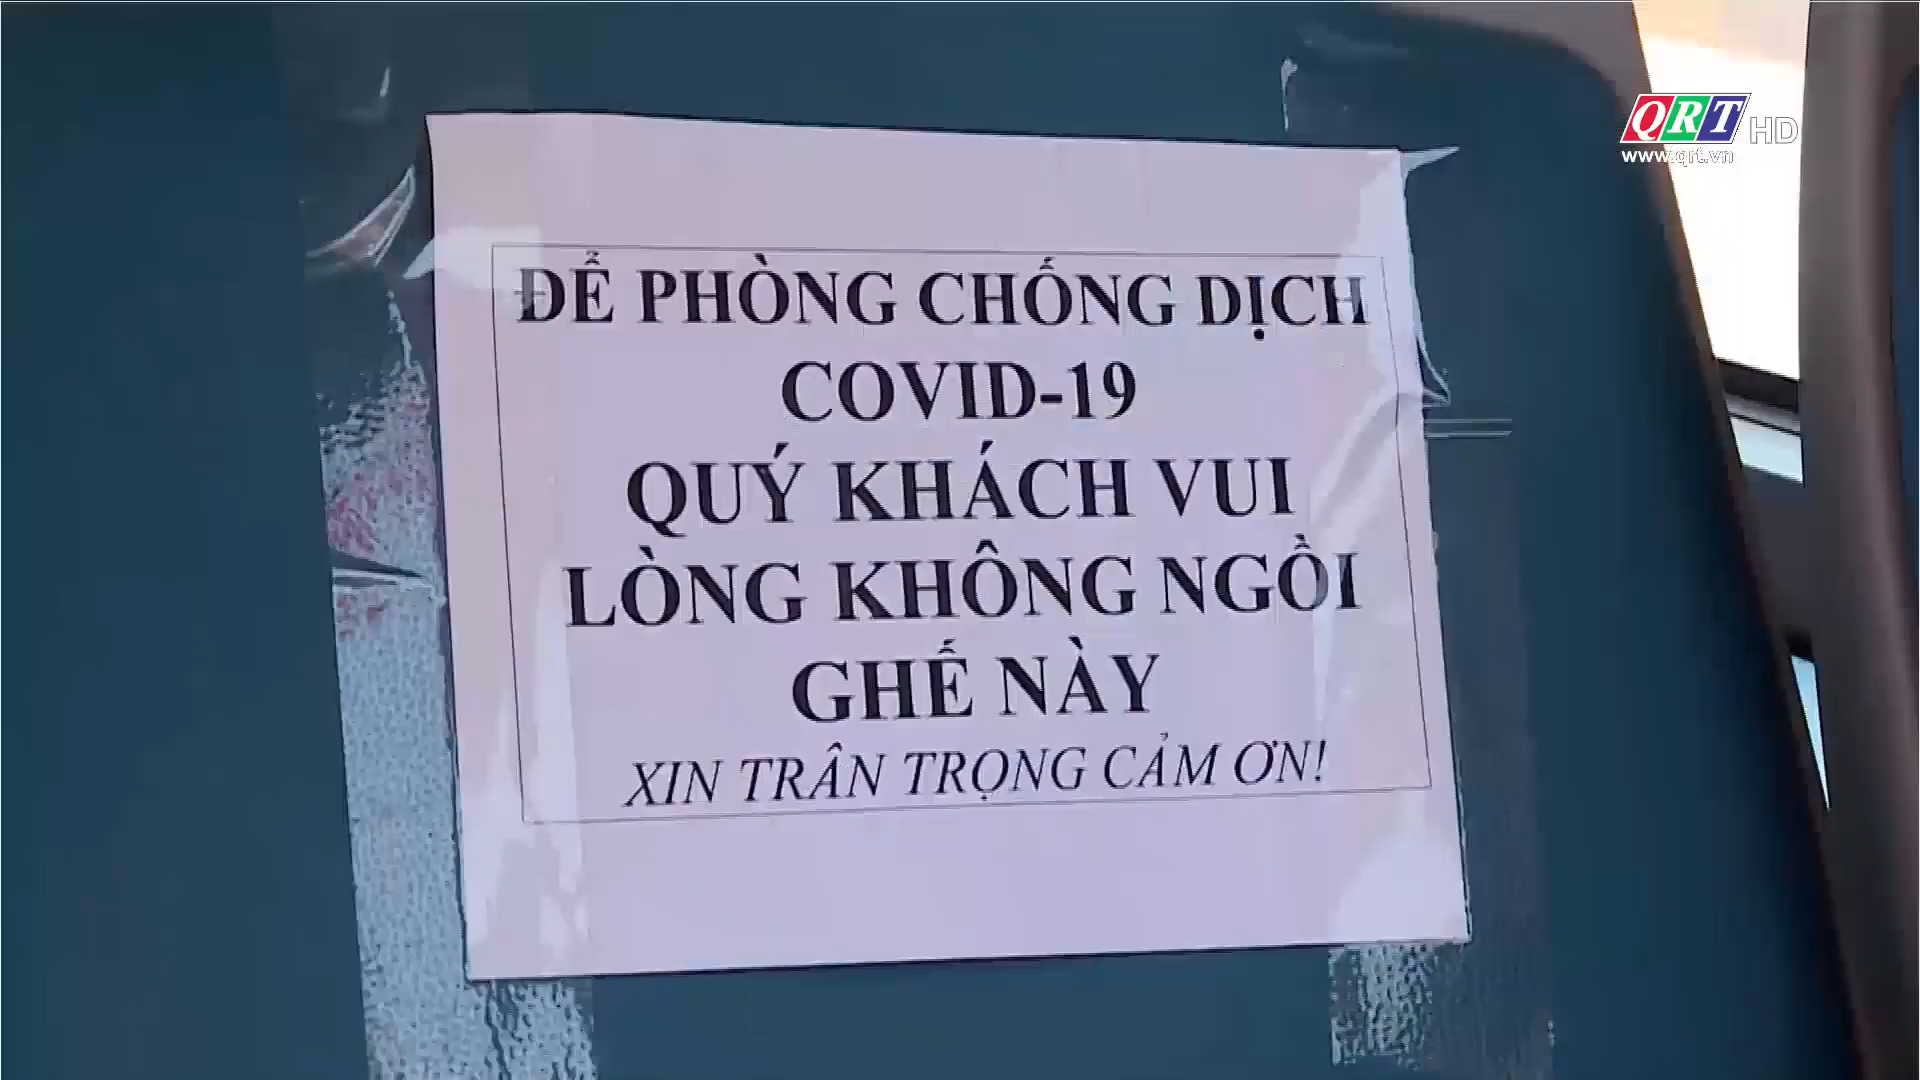 QRT HD
www.qrt.vn
ĐỂ PHÒNG CHỐNG DỊCH
COVID-19
QUÝ KHÁCH VUI
LÒNG KHÔNG NGỒI
GHẾ NÀY
XIN TRÂN TRỌNG CẢM ƠN!